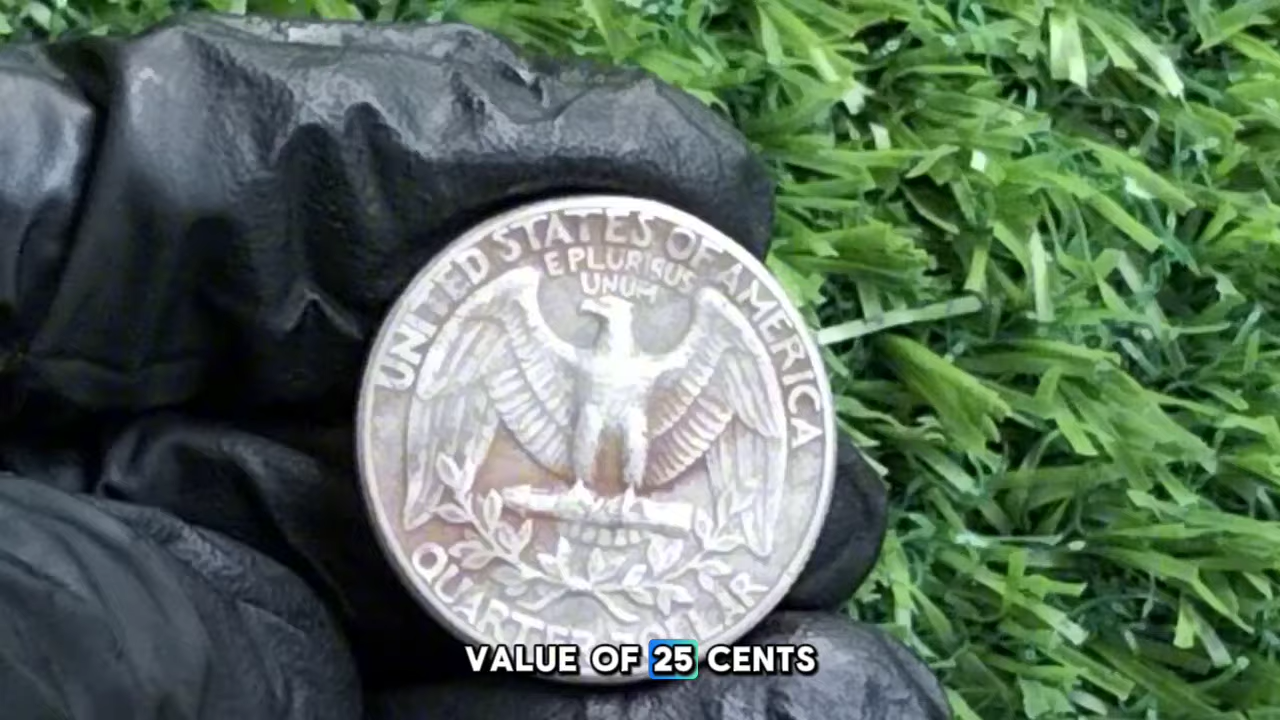 UNITED STATES OF AMERICA
E PLURIBUS
UNUM
QUARTER DOLLAR
VALUE OF 25 CENTS